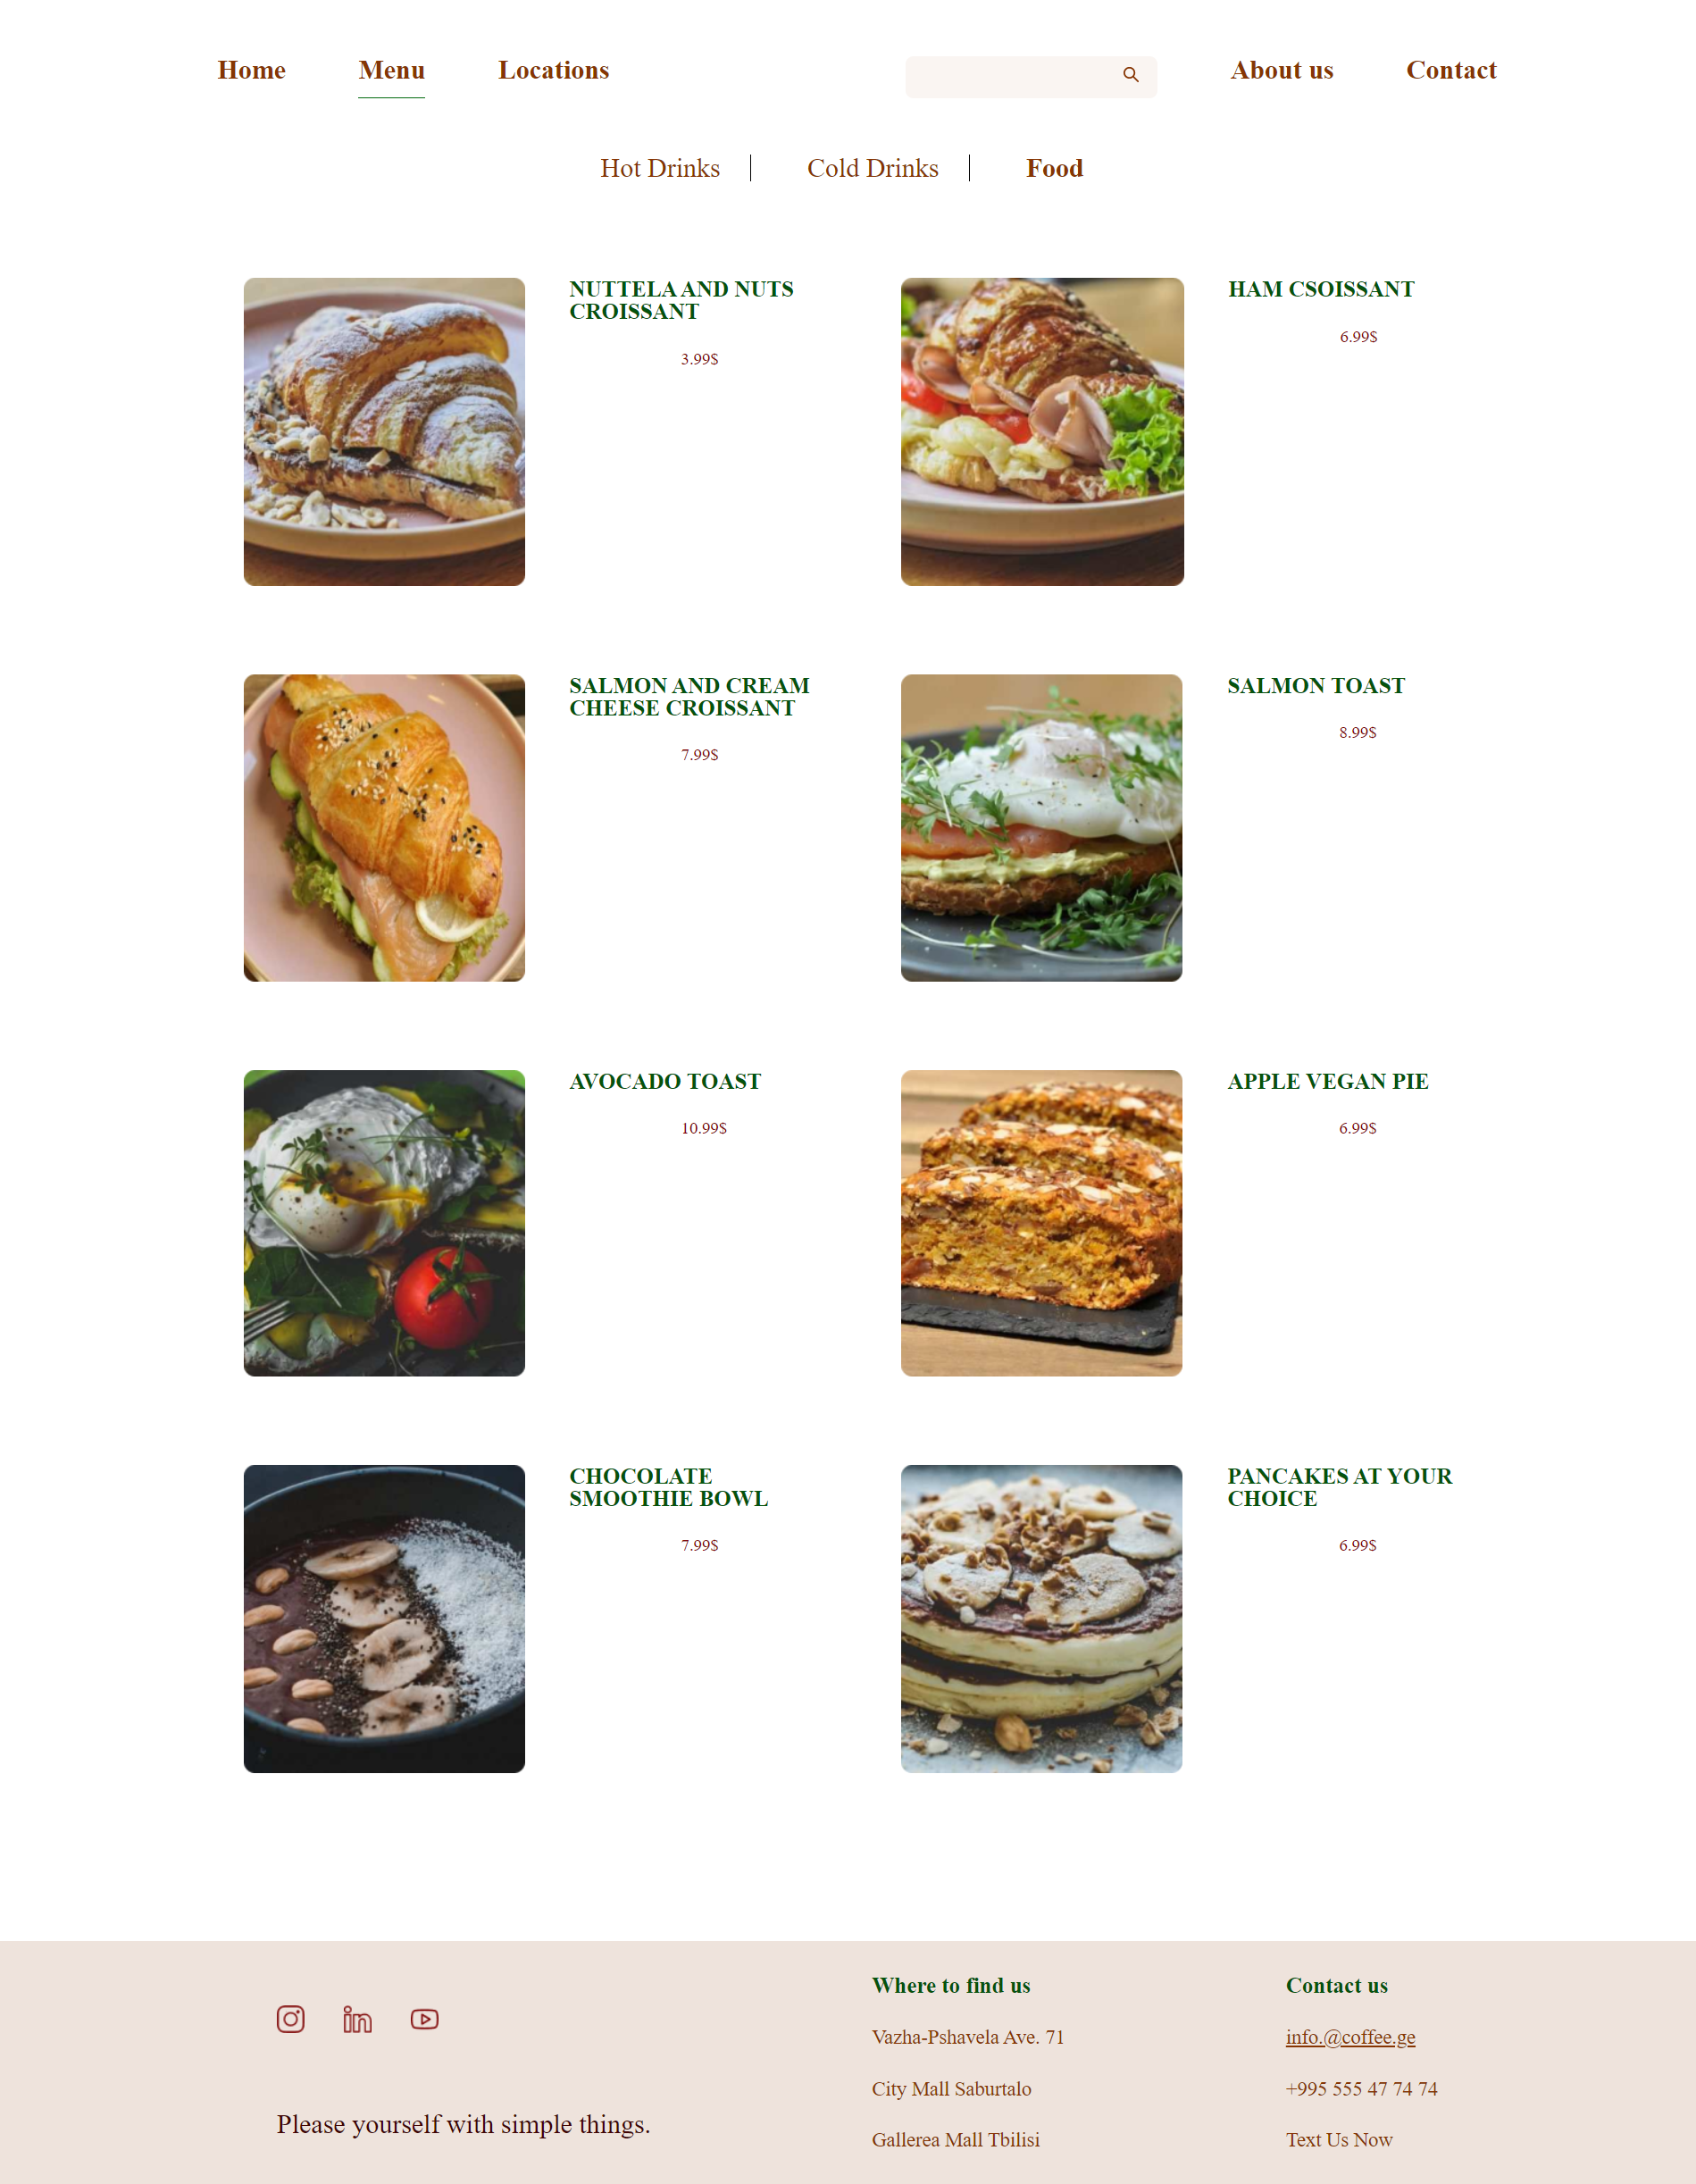 Home Menu Locations About us Contact
Hot Drinks Cold Drinks Food
NUTTELA AND NUTS
CROISSANT
3.99$
HAM CSOISSANT
6.99$
SALMON AND CREAM
CHEESE CROISSANT
7.99$
SALMON TOAST
8.99$
AVOCADO TOAST
10.99$
APPLE VEGAN PIE
6.99$
CHOCOLATE
SMOOTHIE BOWL
7.99$
PANCAKES AT YOUR
CHOICE
6.99$
Please yourself with simple things.
Where to find us
Vazha-Pshavela Ave. 71
City Mall Saburtalo
Gallerea Mall Tbilisi
Contact us
info.@coffee.ge
+995 555 47 74 74
Text Us Now